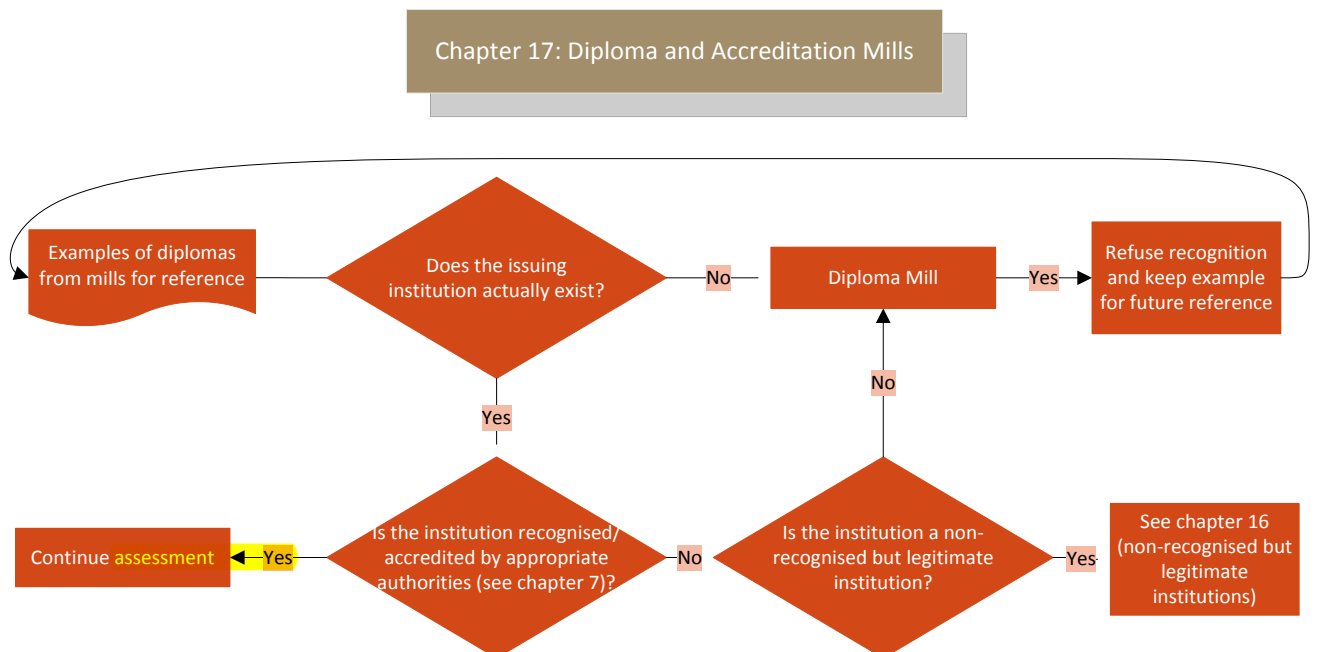 Chapter 17: Diploma and Accreditation Mills
Examples of diplomas
from mills for reference
Does the issuing
institution actually exist?
No
Diploma Mill
Yes
Refuse recognition
and keep example
for future reference
Yes
No
Continue assessment
Yes
Is the institution recognised/
accredited by appropriate
authorities (see chapter 7)?
No
Is the institution a non-
recognised but legitimate
institution?
Yes
See chapter 16
(non-recognised but
legitimate
institutions)